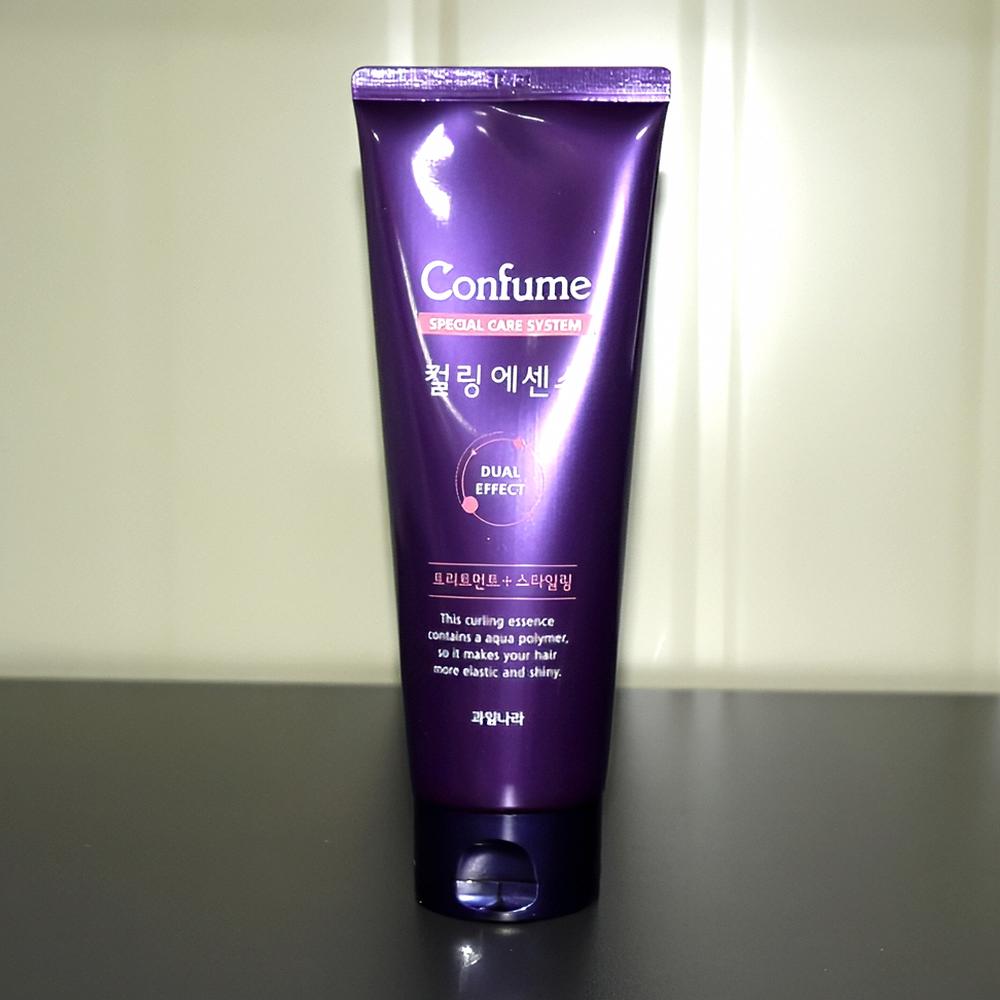 Confume
SPECIAL CARE SYSTEM
컬링 에센스
DUAL
EFFECT
트리트먼트+스타일링
This curling essence
contains a aqua polymer,
so it makes your hair
more elastic and shiny.
과일나라